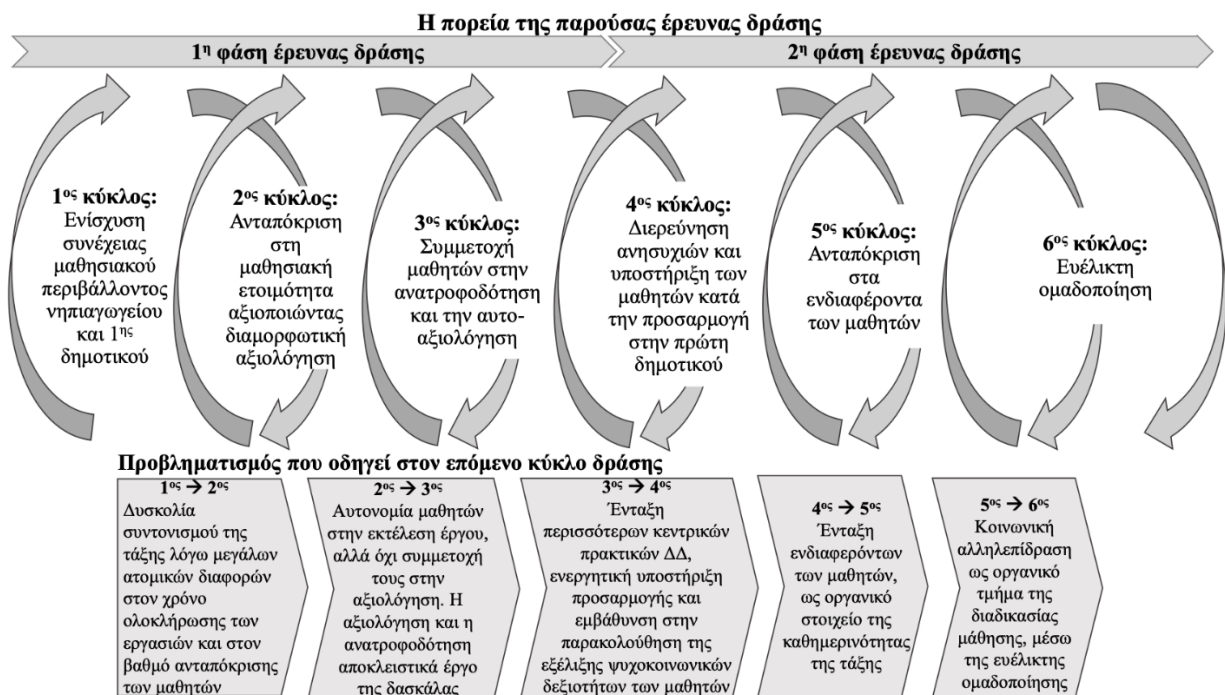 Η πορεία της παρούσας έρευνας δράσης
1η φάση έρευνας δράσης
2η φάση έρευνας δράσης
1ος κύκλος:
Ενίσχυση
συνέχειας
μαθησιακού
περιβάλλοντος
νηπιαγωγείου
και 1ης
δημοτικού
2ος κύκλος:
Ανταπόκριση
στη
μαθησιακή
ετοιμότητα
αξιοποιώντας
διαμορφωτική
αξιολόγηση
3ος κύκλος:
Συμμετοχή
μαθητών στην
ανατροφοδότηση
και την αυτο-
αξιολόγηση
4ος κύκλος:
Διερεύνηση
ανησυχιών και
υποστήριξη των
μαθητών κατά
την προσαρμογή
στην πρώτη
δημοτικού
5ος κύκλος:
Ανταπόκριση
στα
ενδιαφέροντα
των μαθητών
6ος κύκλος:
Ευέλικτη
ομαδοποίηση
Προβληματισμός που οδηγεί στον επόμενο κύκλο δράσης
1ος → 2ος
Δυσκολία
συντονισμού της
τάξης λόγω μεγάλων
ατομικών διαφορών
στον χρόνο
ολοκλήρωσης των
εργασιών και στον
βαθμό ανταπόκρισης
των μαθητών
2ος → 3ος
Αυτονομία μαθητών
στην εκτέλεση έργου,
αλλά όχι συμμετοχή
τους στην
αξιολόγηση. Η
αξιολόγηση και η
ανατροφοδότηση
αποκλειστικά έργο
της δασκάλας
3ος → 4ος
Ένταξη
περισσότερων κεντρικών
πρακτικών ΔΔ,
ενεργητική υποστήριξη
προσαρμογής και
εμβάθυνση στην
παρακολούθηση της
εξέλιξης ψυχοκοινωνικών
δεξιοτήτων των μαθητών
4ος → 5ος
Ένταξη
ενδιαφερόντων
των μαθητών,
ως οργανικό
στοιχείο της
καθημερινότητας
της τάξης
5ος → 6ος
Κοινωνική
αλληλεπίδραση
ως οργανικό
τμήμα της
διαδικασίας
μάθησης, μέσω
της ευέλικτης
ομαδοποίησης